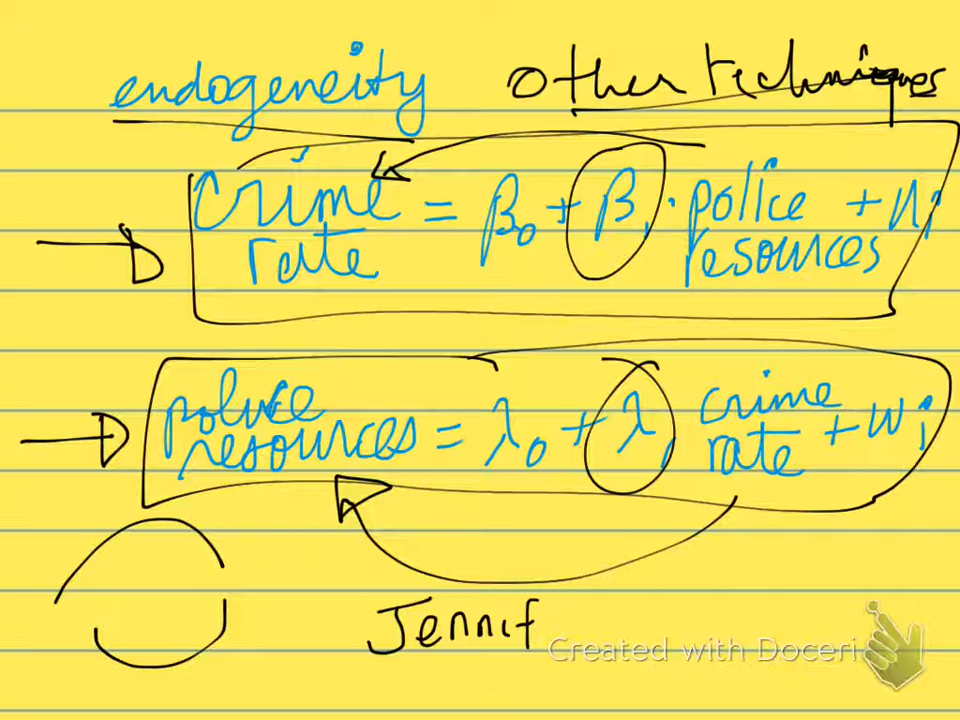 endogeneity other techniques
crime rate = β₀ + β₁ · police resources + uᵢ
police resources = λ₀ + λ₁ crime rate + wᵢ
Jennif
Created with Doceri